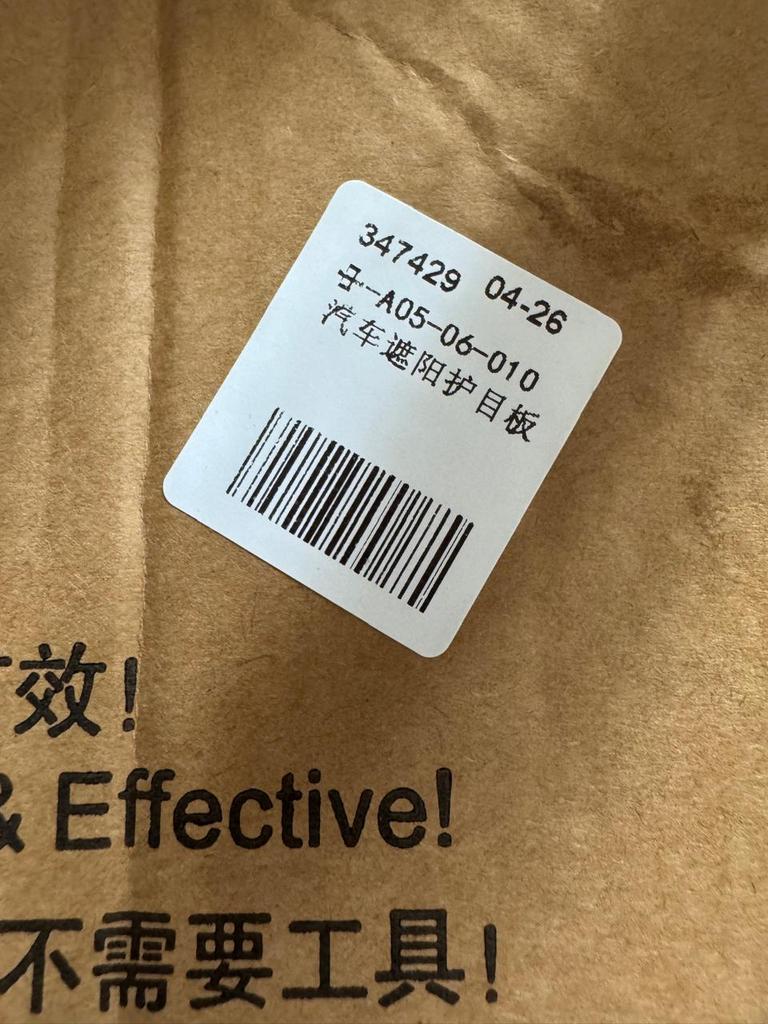 347429 04-26
子-A05-06-010
汽车遮阳护目板
效!
& Effective!
不需要工具!